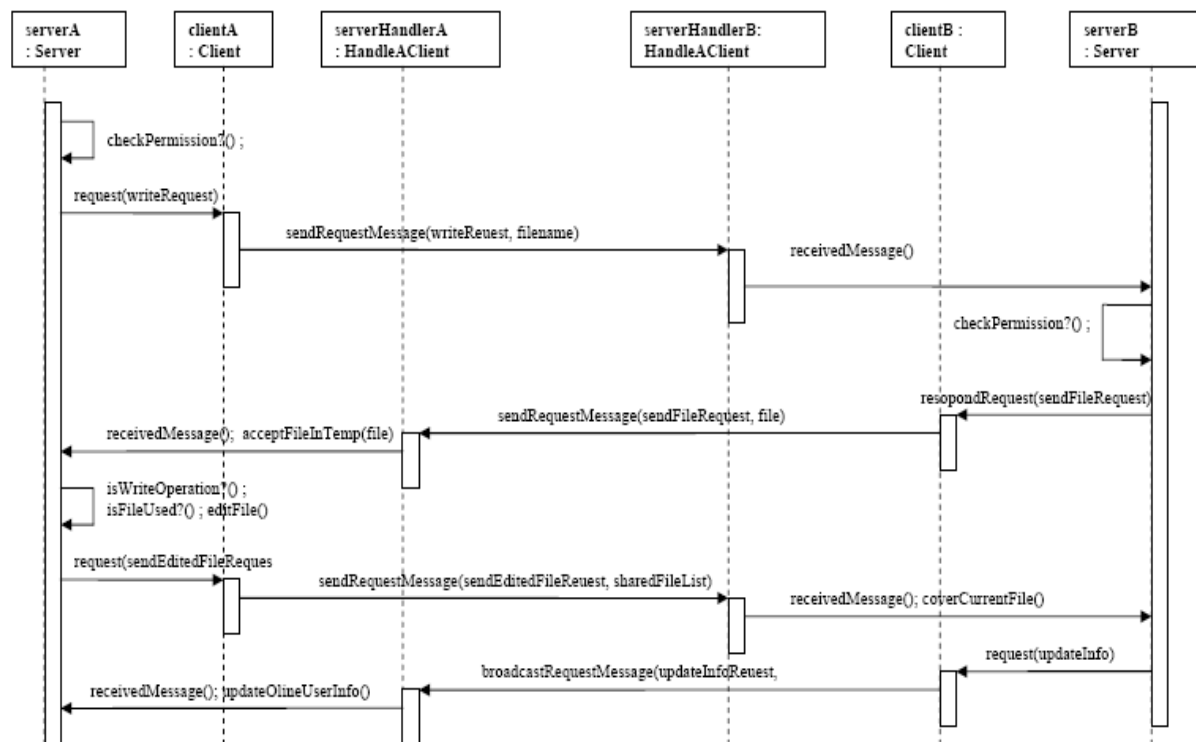 serverA
: Server
clientA
: Client
serverHandlerA
: HandleAClient
serverHandlerB:
HandleAClient
clientB :
Client
serverB
: Server
checkPermission?() ;
request(writeRequest)
sendRequestMessage(writeReuest, filename)
receivedMessage()
checkPermission?() ;
resopondRequest(sendFileRequest)
sendRequestMessage(sendFileRequest, file)
receivedMessage();  acceptFileInTemp(file)
isWriteOperation?() ;
isFileUsed?() ; editFile()
request(sendEditedFileReques
sendRequestMessage(sendEditedFileReuest, sharedFileList)
receivedMessage(); coverCurrentFile()
request(updateInfo)
broadcastRequestMessage(updateInfoReuest,
receivedMessage(); updateOlineUserInfo()